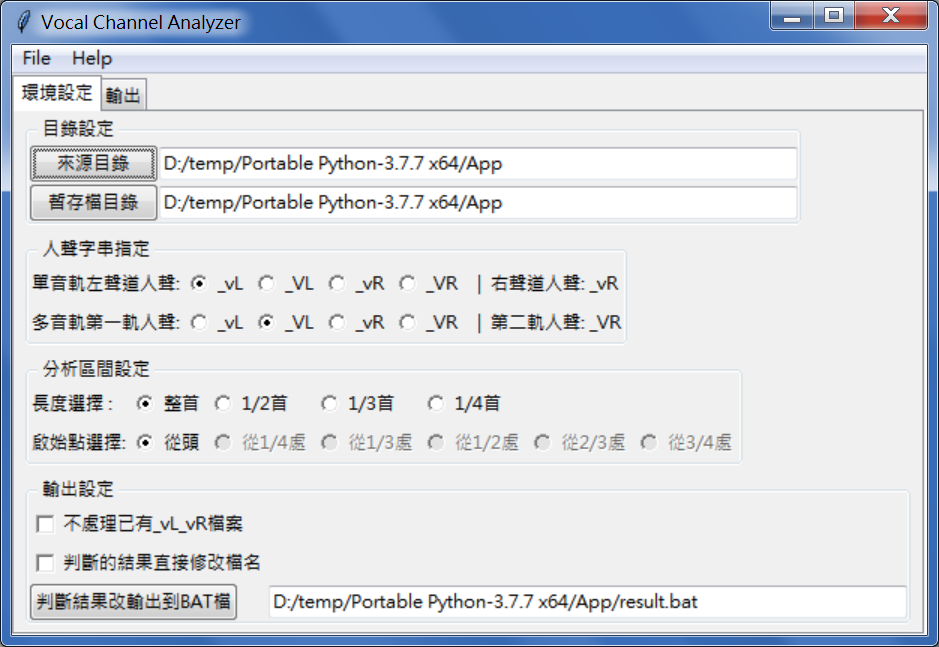 Vocal Channel Analyzer
File Help
環境設定 輸出
目錄設定
來源目錄 D:/temp/Portable Python-3.7.7 x64/App
暫存檔目錄 D:/temp/Portable Python-3.7.7 x64/App
人聲字串指定
單音軌左聲道人聲: _vL _VL _vR _VR | 右聲道人聲: _vR
多音軌第一軌人聲: _vL _VL _vR _VR | 第二軌人聲: _VR
分析區間設定
長度選擇: 整首 1/2首 1/3首 1/4首
啟始點選擇: 從頭 從1/4處 從1/3處 從1/2處 從2/3處 從3/4處
輸出設定
不處理已有_vL_vR檔案
判斷的結果直接修改檔名
判斷結果改輸出到BAT檔 D:/temp/Portable Python-3.7.7 x64/App/result.bat